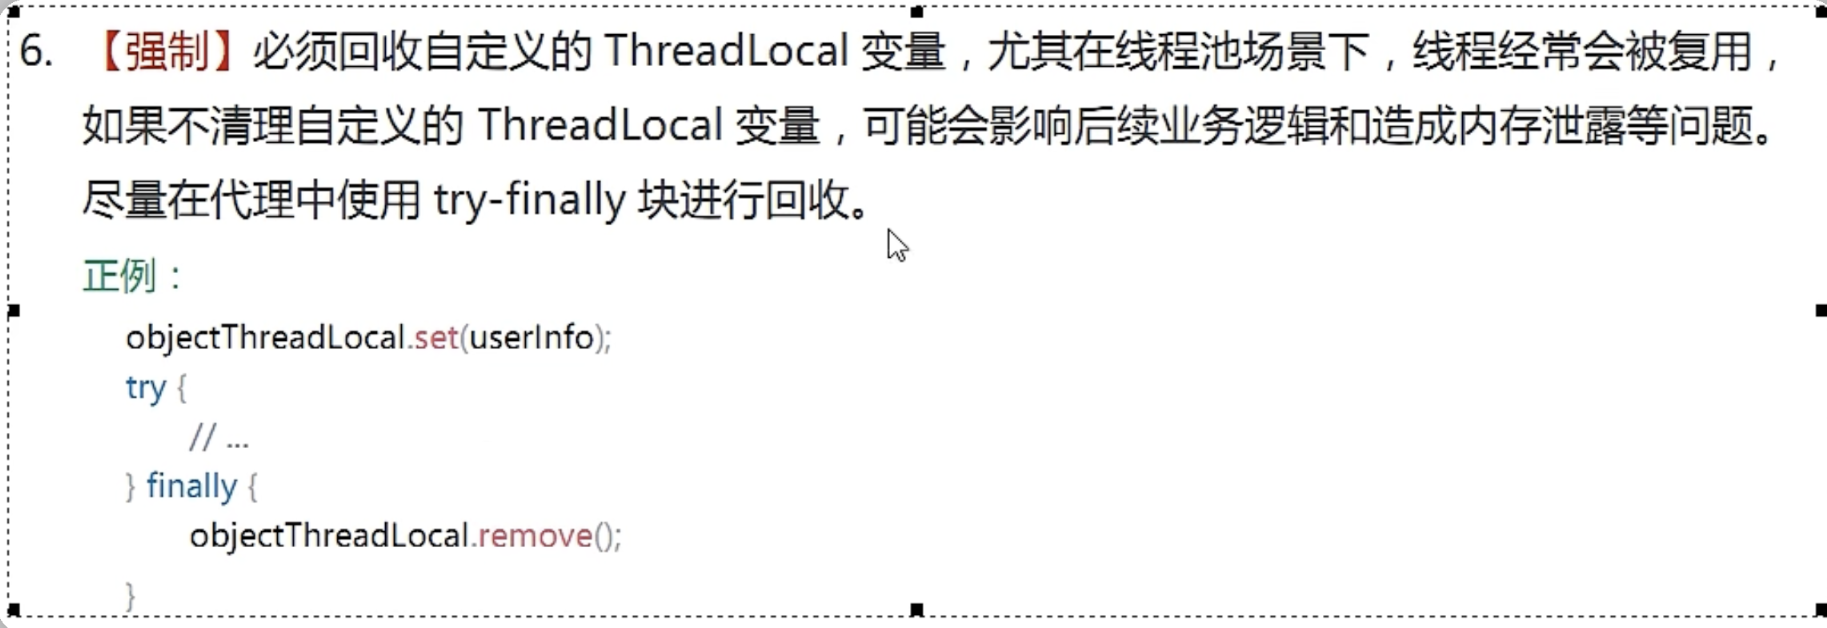 6. 【强制】必须回收自定义的 ThreadLocal 变量，尤其在线程池场景下，线程经常会被复用，
如果不清理自定义的 ThreadLocal 变量，可能会影响后续业务逻辑和造成内存泄露等问题。
尽量在代理中使用 try-finally 块进行回收。
正例：
objectThreadLocal.set(userInfo);
try {
// ...
} finally {
objectThreadLocal.remove();
}